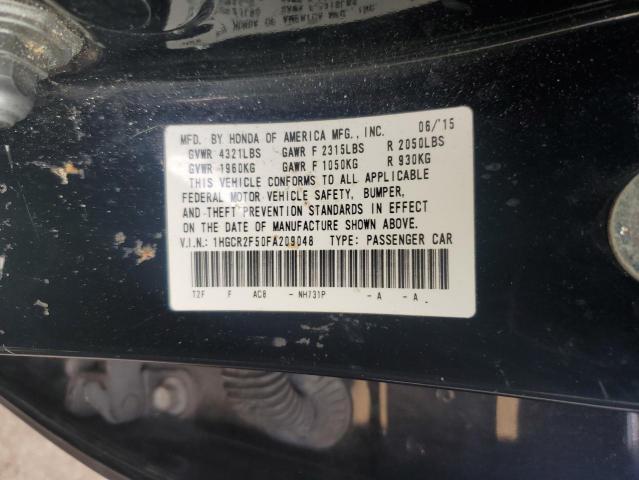 MFD. BY HONDA OF AMERICA MFG., INC. 06/'15
GVWR 4321LBS GAWR F 2315LBS R 2050LBS
GVWR 1960KG GAWR F 1050KG R 930KG
THIS VEHICLE CONFORMS TO ALL APPLICABLE
FEDERAL MOTOR VEHICLE SAFETY, BUMPER,
AND THEFT PREVENTION STANDARDS IN EFFECT
ON THE DATE OF MANUFACTURE SHOWN ABOVE.
V.I.N.: 1HGCR2F50FA209048 TYPE: PASSENGER CAR
T2F F AC8 - NH731P - A - A .